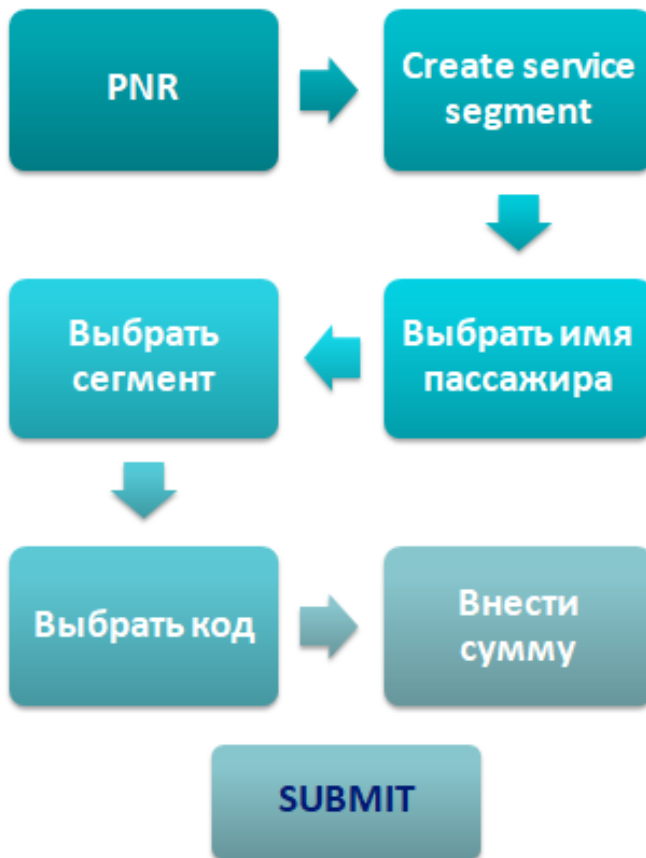 PNR
Create service
segment
Выбрать имя
пассажира
Выбрать
сегмент
Выбрать код
Внести
сумму
SUBMIT